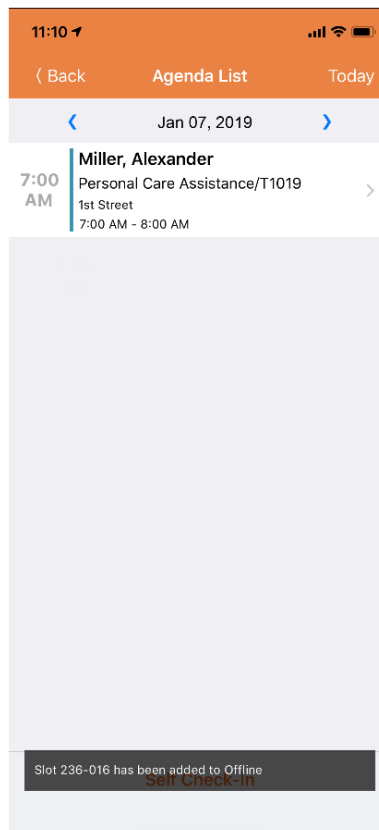 11:10
Back Agenda List Today
Jan 07, 2019
7:00 AM
Miller, Alexander
Personal Care Assistance/T1019
1st Street
7:00 AM - 8:00 AM
Slot 236-016 has been added to Offline
Self Check-In